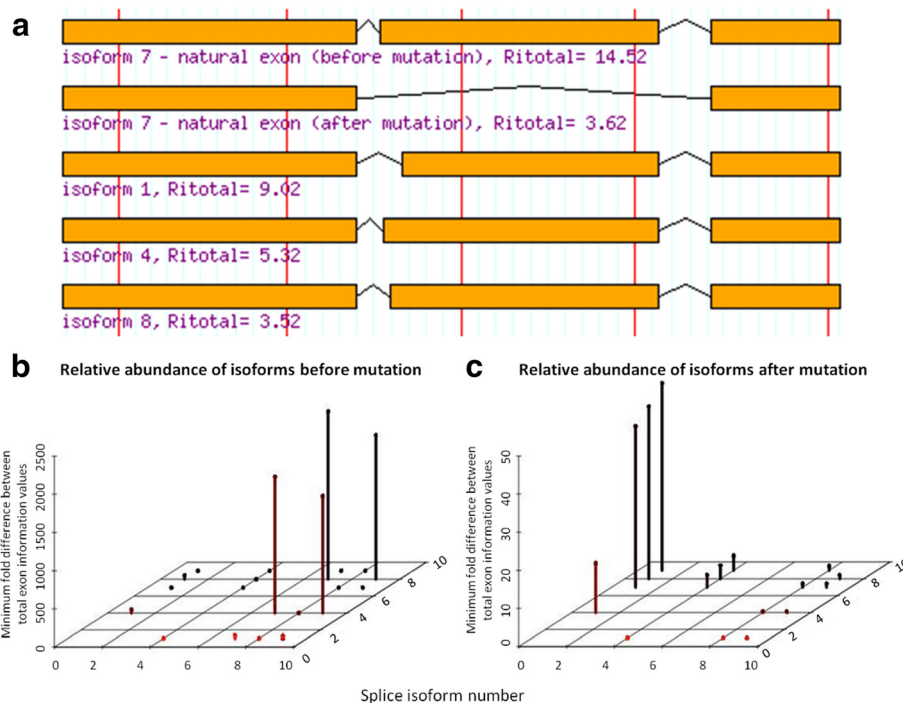 a
isoform 7 - natural exon (before mutation), Ritotal= 14.52
isoform 7 - natural exon (after mutation), Ritotal= 3.62
isoform 1, Ritotal= 9.02
isoform 4, Ritotal= 5.32
isoform 8, Ritotal= 3.52
b
Relative abundance of isoforms before mutation
Minimum fold difference between
total exon information values
0
500
1000
1500
2000
2500
0 2 4 6 8 10
0 2 4 6 8 10
c
Relative abundance of isoforms after mutation
Minimum fold difference between
total exon information values
0
10
20
30
40
50
0 2 4 6 8 10
0 2 4 6 8
Splice isoform number